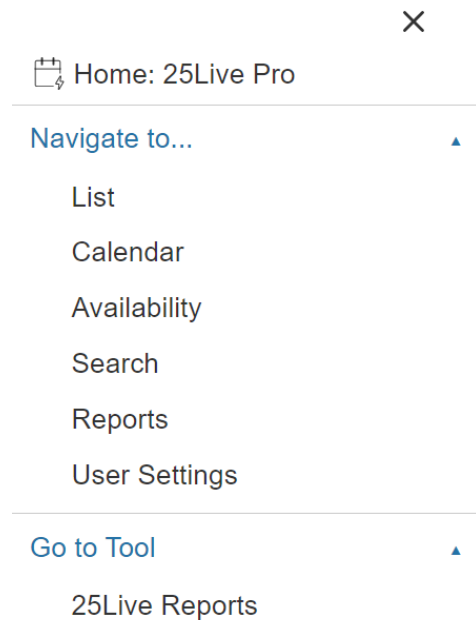 Home: 25Live Pro
Navigate to...
List
Calendar
Availability
Search
Reports
User Settings
Go to Tool
25Live Reports